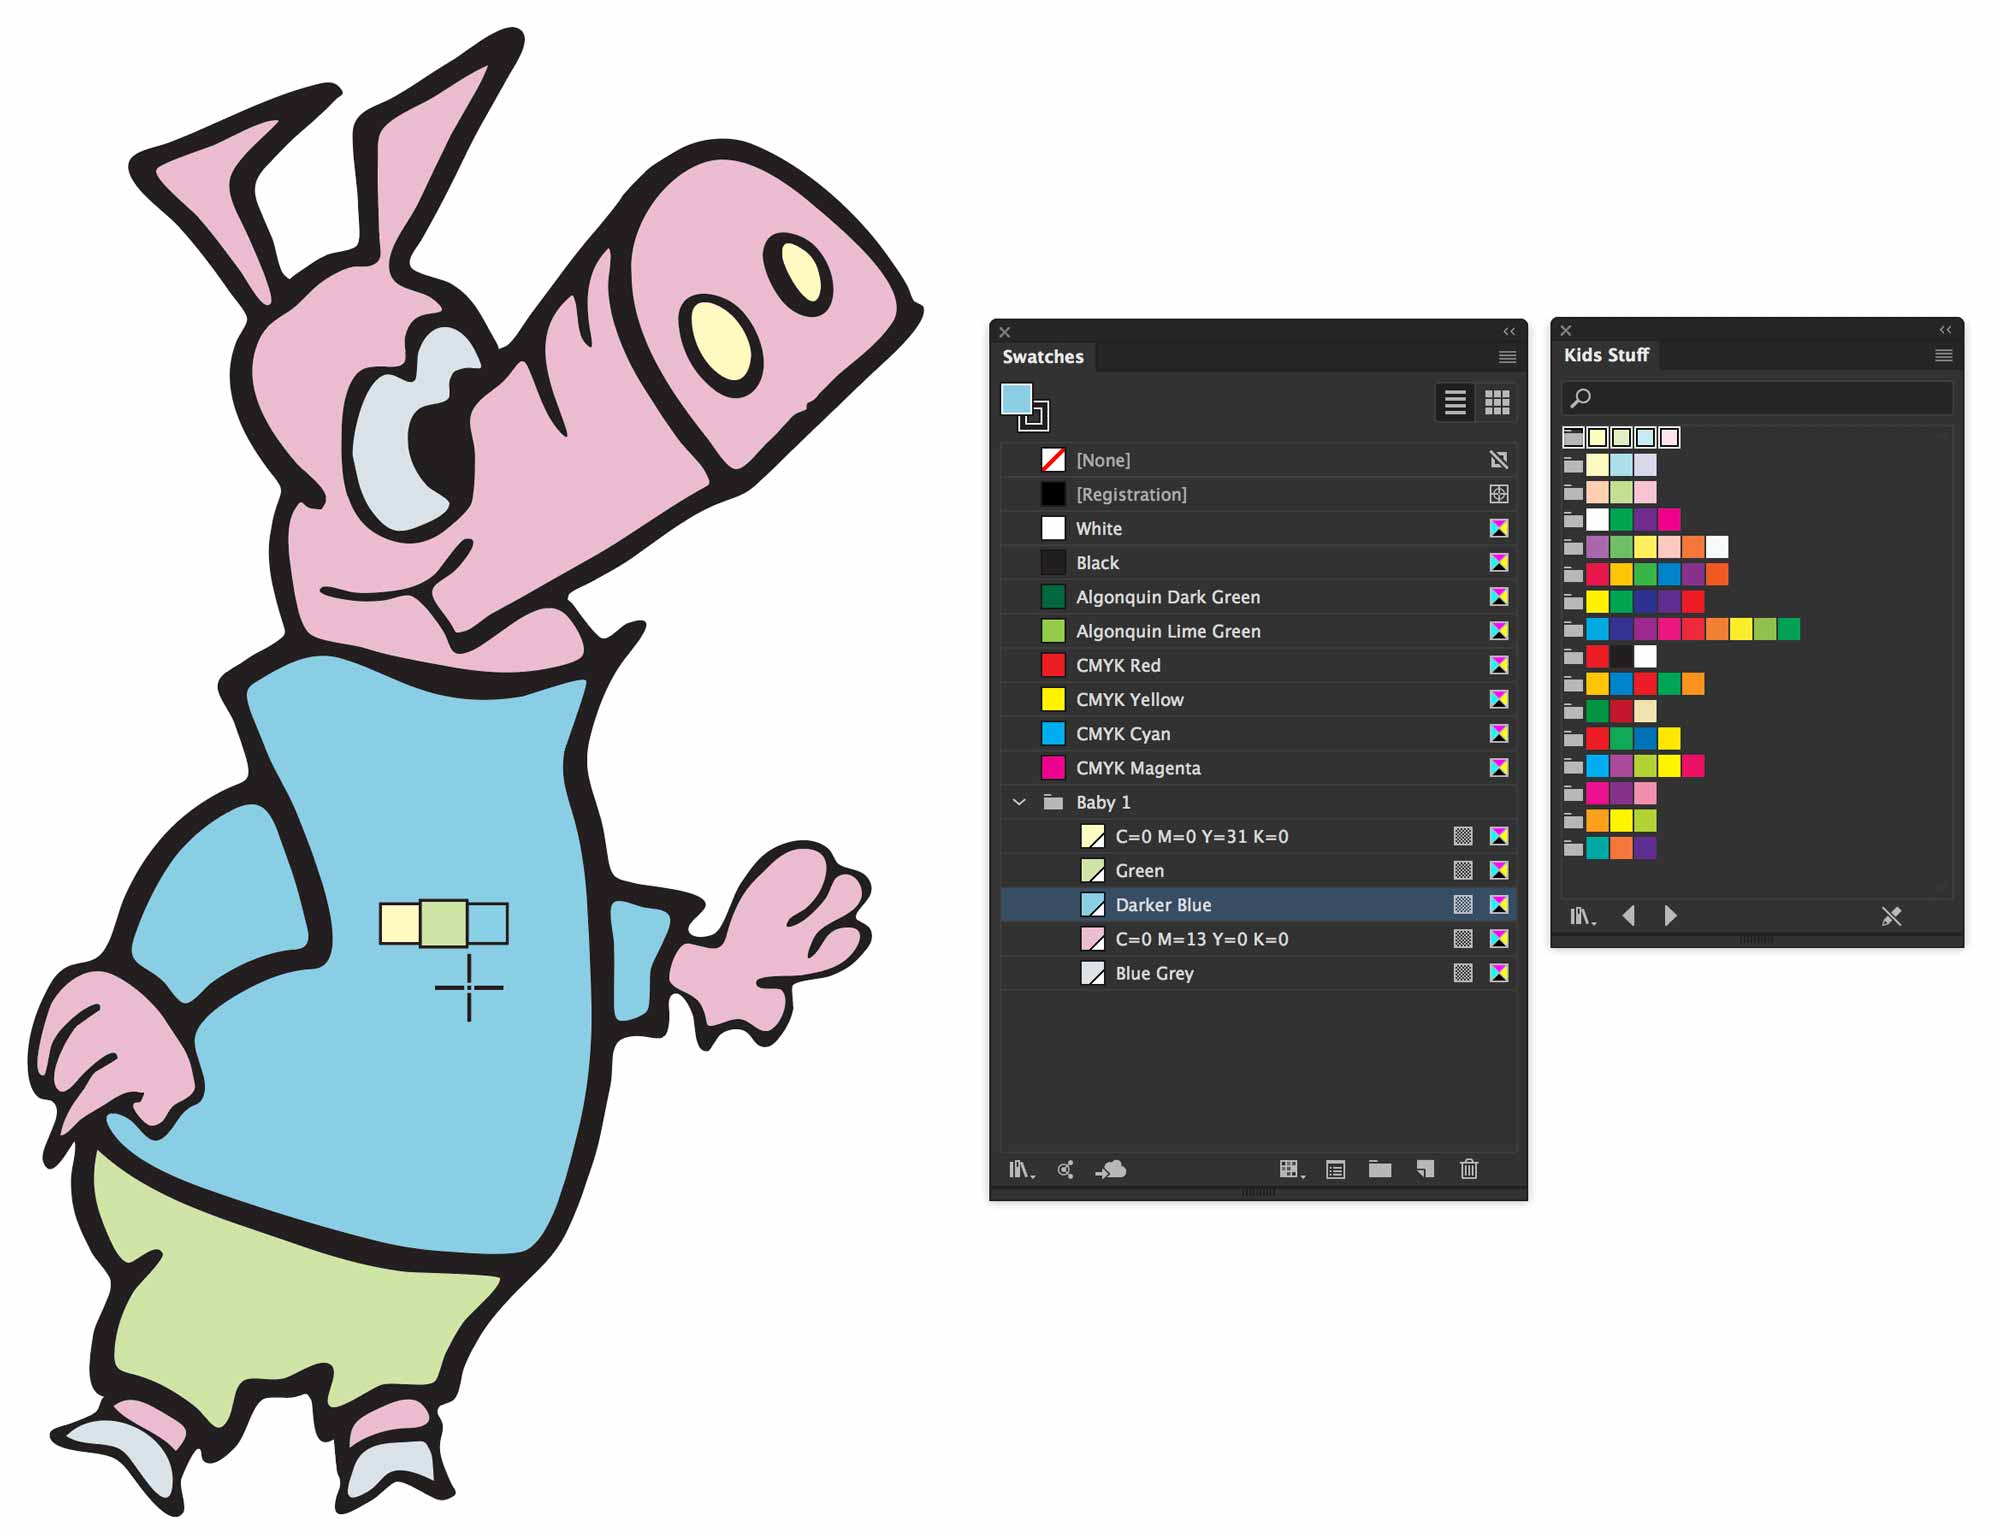 Swatches
[None]
[Registration]
White
Black
Algonquin Dark Green
Algonquin Lime Green
CMYK Red
CMYK Yellow
CMYK Cyan
CMYK Magenta
Baby 1
C=0 M=0 Y=31 K=0
Green
Darker Blue
C=0 M=13 Y=0 K=0
Blue Grey
Kids Stuff